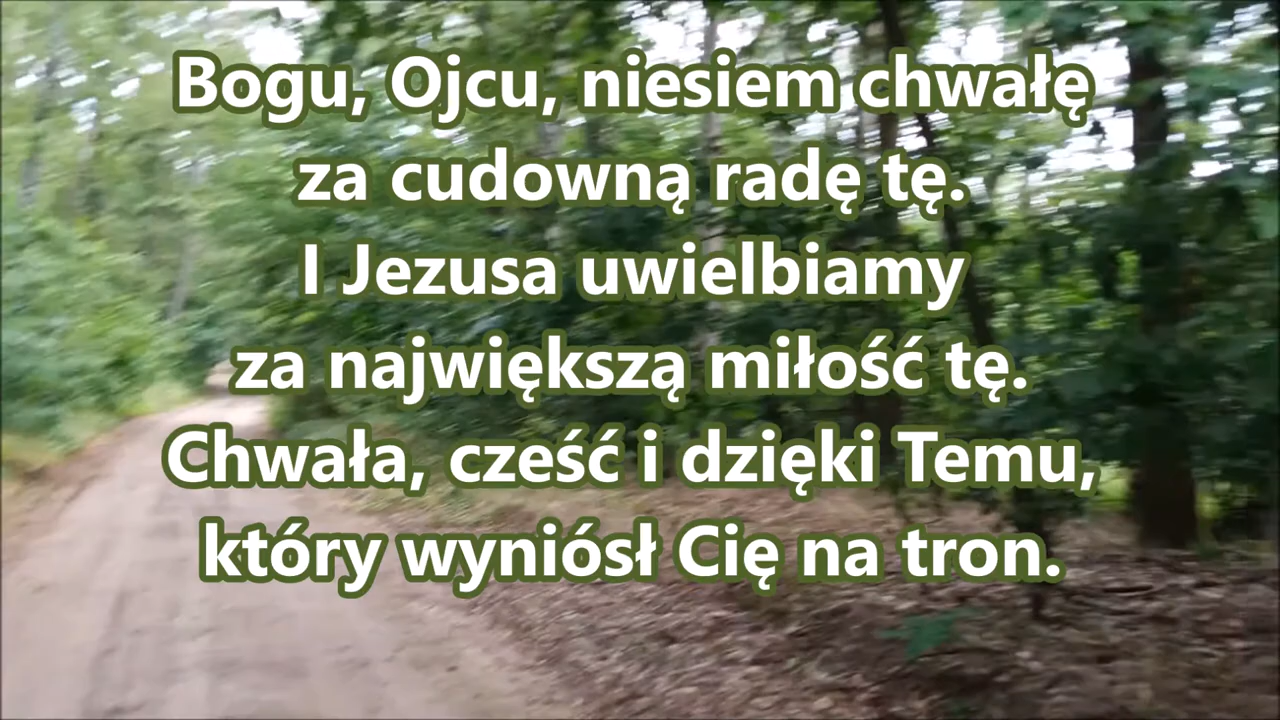 Bogu, Ojcu, niesiem chwałę
za cudowną radę tę.
I Jezusa uwielbiamy
za największą miłość tę.
Chwała, cześć i dzięki Temu,
który wyniósł Cię na tron.